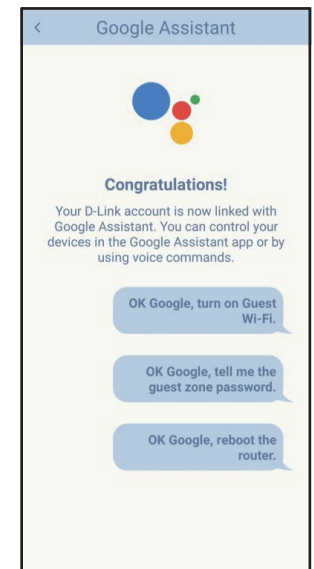 Google Assistant
Congratulations!
Your D-Link account is now linked with
Google Assistant. You can control your
devices in the Google Assistant app or by
using voice commands.
OK Google, turn on Guest
Wi-Fi.
OK Google, tell me the
guest zone password.
OK Google, reboot the
router.